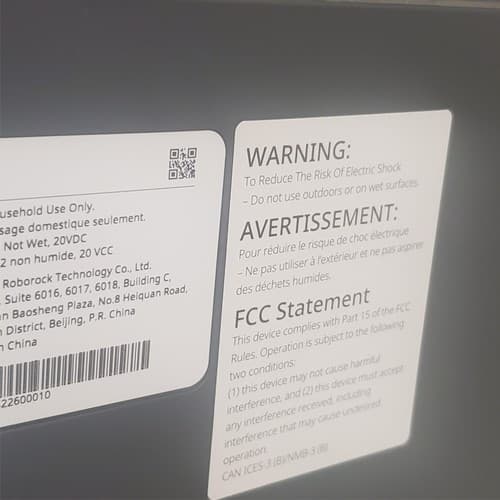 usehold Use Only.
sage domestique seulement.
Not Wet, 20VDC
2 non humide, 20 VCC
Roborock Technology Co., Ltd.
Suite 6016, 6017, 6018, Building C,
n Baosheng Plaza, No.8 Heiquan Road,
n District, Beijing, P.R. China
n China
22600010
WARNING:
To Reduce The Risk Of Electric Shock
– Do not use outdoors or on wet surfaces.
AVERTISSEMENT:
Pour réduire le risque de choc électrique
– Ne pas utiliser à l'extérieur et ne pas aspirer
des déchets humides.
FCC Statement
This device complies with Part 15 of the FCC
Rules. Operation is subject to the following
two conditions:
(1) this device may not cause harmful
interference, and (2) this device must accept
any interference received, including
interference that may cause undesired
operation.
CAN ICES-3 (B)/NMB-3 (B)